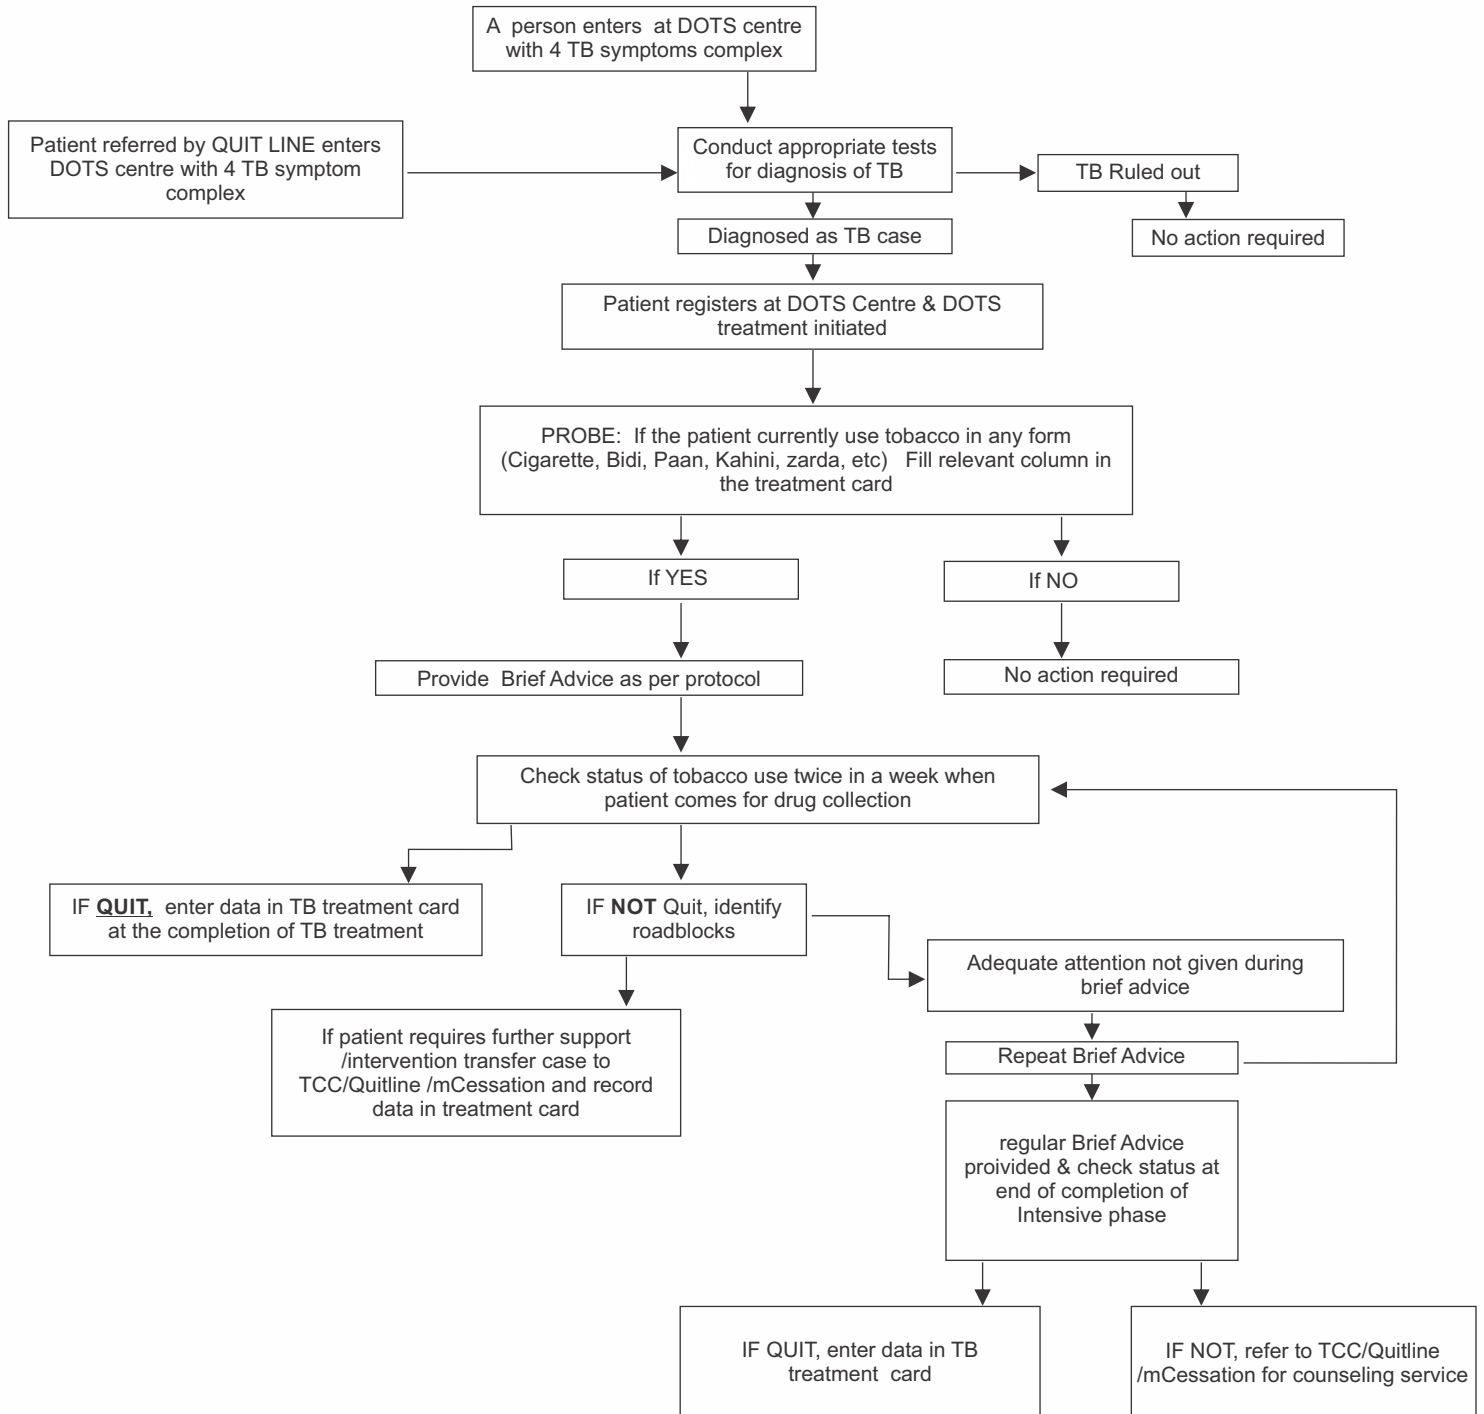 A person enters at DOTS centre
with 4 TB symptoms complex
Patient referred by QUIT LINE enters
DOTS centre with 4 TB symptom
complex
Conduct appropriate tests
for diagnosis of TB
TB Ruled out
No action required
Diagnosed as TB case
Patient registers at DOTS Centre & DOTS
treatment initiated
PROBE: If the patient currently use tobacco in any form
(Cigarette, Bidi, Paan, Kahini, zarda, etc) Fill relevant column in
the treatment card
If YES
If NO
Provide Brief Advice as per protocol
No action required
Check status of tobacco use twice in a week when
patient comes for drug collection
IF QUIT, enter data in TB treatment card
at the completion of TB treatment
IF NOT Quit, identify
roadblocks
Adequate attention not given during
brief advice
If patient requires further support
/intervention transfer case to
TCC/Quitline /mCessation and record
data in treatment card
Repeat Brief Advice
regular Brief Advice
proivided & check status at
end of completion of
Intensive phase
IF QUIT, enter data in TB
treatment card
IF NOT, refer to TCC/Quitline
/mCessation for counseling service